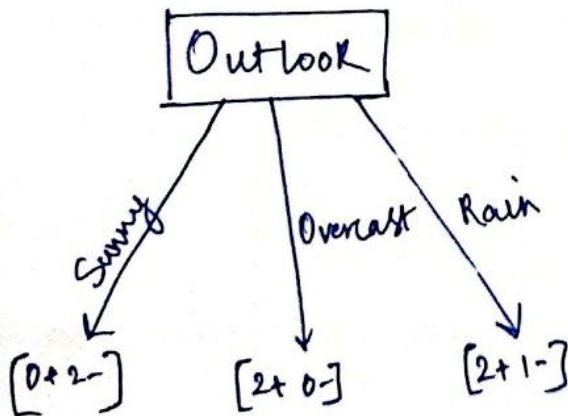 Outlook
Sunny
Overcast
Rain
[0+ 2-]
[2+ 0-]
[2+ 1-]